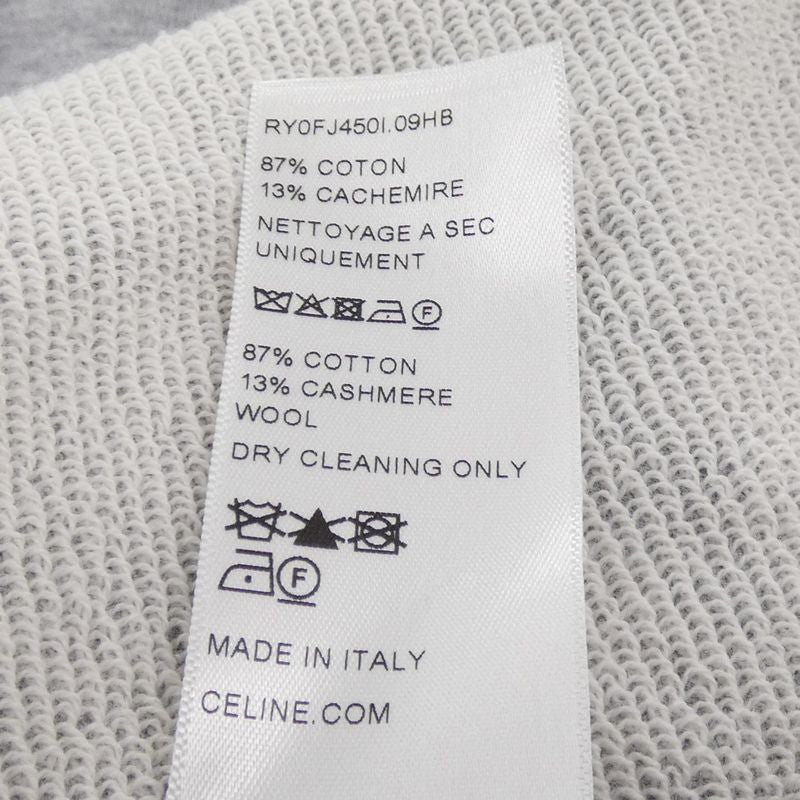 RY0FJ450I.09HB
87% COTON
13% CACHEMIRE
NETTOYAGE A SEC
UNIQUEMENT
F
87% COTTON
13% CASHMERE
WOOL
DRY CLEANING ONLY
F
MADE IN ITALY
CELINE.COM